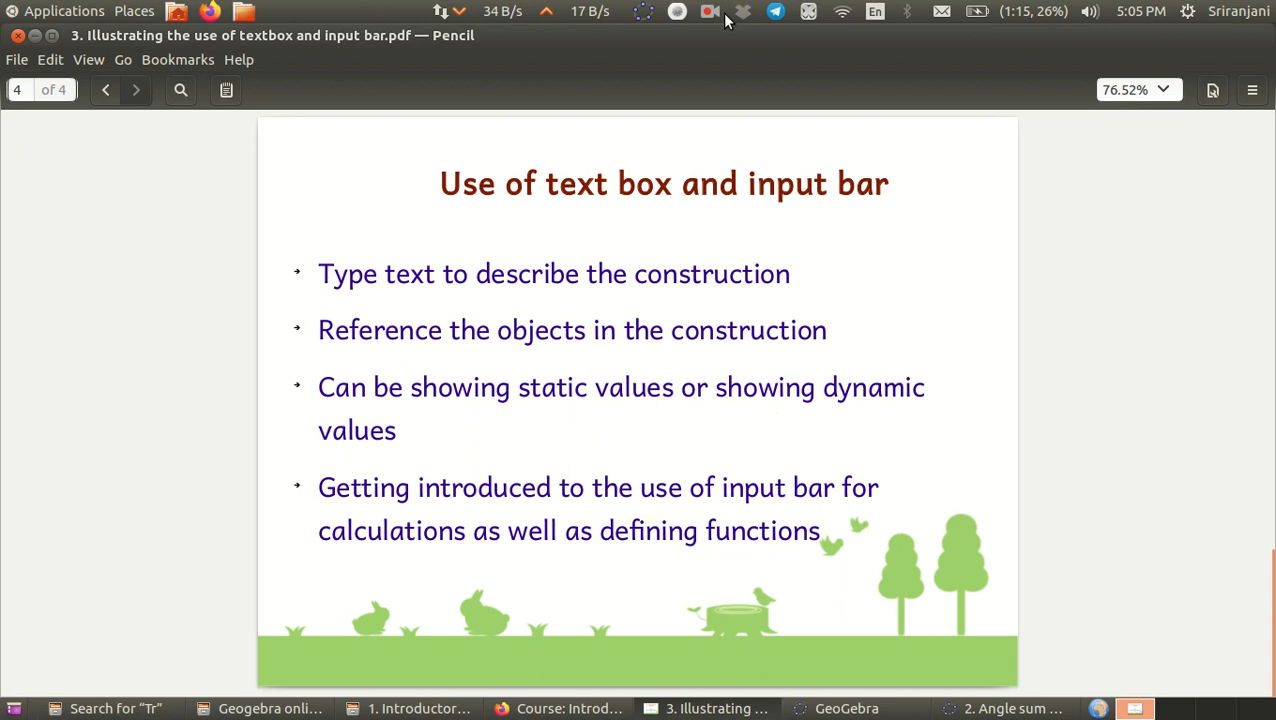 Applications Places 34 B/s 17 B/s En (1:15, 26%) 5:05 PM Sriranjani
3. Illustrating the use of textbox and input bar.pdf — Pencil
File Edit View Go Bookmarks Help
4 of 4 76.52%
Use of text box and input bar
Type text to describe the construction
Reference the objects in the construction
Can be showing static values or showing dynamic
values
Getting introduced to the use of input bar for
calculations as well as defining functions
Search for “Tr” Geogebra onli... 1. Introductor... Course: Introd... 3. Illustrating ... GeoGebra 2. Angle sum ...